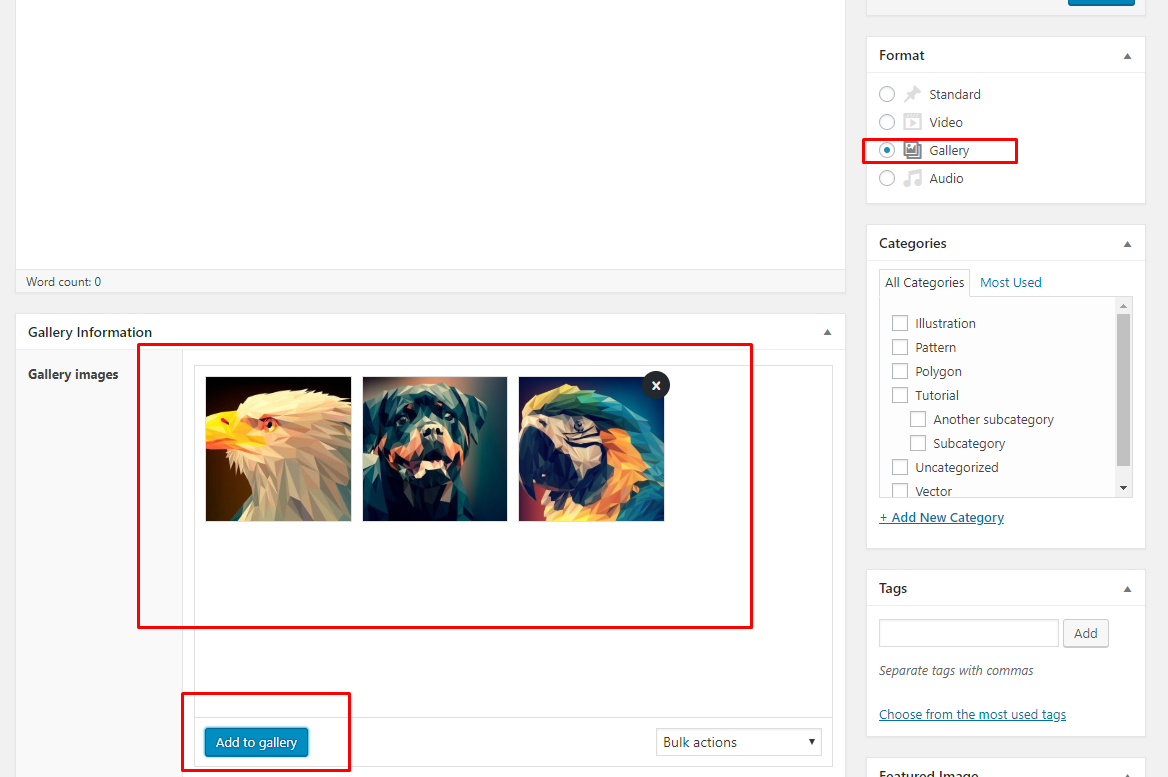 Word count: 0
Gallery Information
Gallery images
x
Add to gallery
Bulk actions
Format
Standard
Video
Gallery
Audio
Categories
All Categories
Most Used
Illustration
Pattern
Polygon
Tutorial
Another subcategory
Subcategory
Uncategorized
Vector
+ Add New Category
Tags
Add
Separate tags with commas
Choose from the most used tags
Featured Image